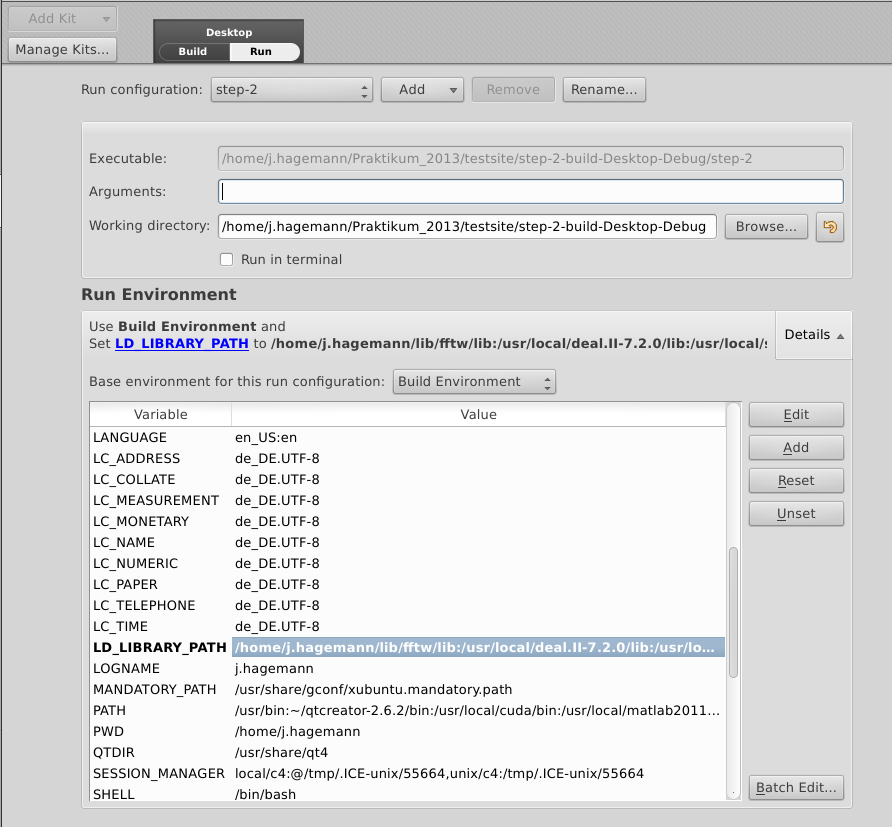 Add Kit
Manage Kits...
Desktop
Build Run
Run configuration: step-2 Add Remove Rename...
Executable: /home/j.hagemann/Praktikum_2013/testsite/step-2-build-Desktop-Debug/step-2
Arguments:
Working directory: /home/j.hagemann/Praktikum_2013/testsite/step-2-build-Desktop-Debug Browse...
Run in terminal
Run Environment
Use Build Environment and
Set LD_LIBRARY_PATH to /home/j.hagemann/lib/fftw/lib:/usr/local/deal.II-7.2.0/lib:/usr/local/
Details
Base environment for this run configuration: Build Environment
Variable Value
LANGUAGE en_US:en
LC_ADDRESS de_DE.UTF-8
LC_COLLATE de_DE.UTF-8
LC_MEASUREMENT de_DE.UTF-8
LC_MONETARY de_DE.UTF-8
LC_NAME de_DE.UTF-8
LC_NUMERIC de_DE.UTF-8
LC_PAPER de_DE.UTF-8
LC_TELEPHONE de_DE.UTF-8
LC_TIME de_DE.UTF-8
LD_LIBRARY_PATH /home/j.hagemann/lib/fftw/lib:/usr/local/deal.II-7.2.0/lib:/usr/lo...
LOGNAME j.hagemann
MANDATORY_PATH /usr/share/gconf/xubuntu.mandatory.path
PATH /usr/bin:~/qtcreator-2.6.2/bin:/usr/local/cuda/bin:/usr/local/matlab2011...
PWD /home/j.hagemann
QTDIR /usr/share/qt4
SESSION_MANAGER local/c4:@/tmp/.ICE-unix/55664,unix/c4:/tmp/.ICE-unix/55664
SHELL /bin/bash
Edit
Add
Reset
Unset
Batch Edit...